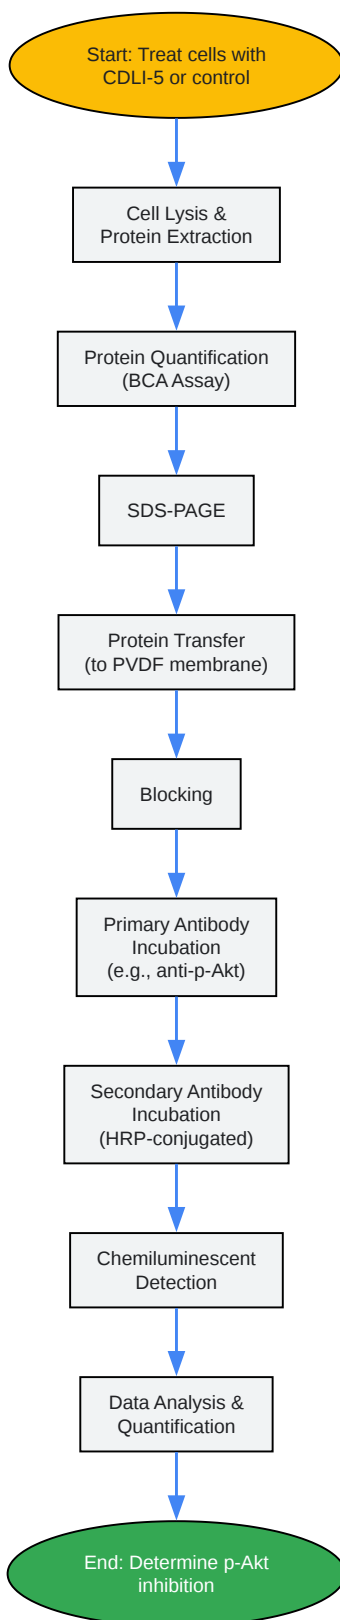 Start: Treat cells with
CDLI-5 or control
Cell Lysis &
Protein Extraction
Protein Quantification
(BCA Assay)
SDS-PAGE
Protein Transfer
(to PVDF membrane)
Blocking
Primary Antibody
Incubation
(e.g., anti-p-Akt)
Secondary Antibody
Incubation
(HRP-conjugated)
Chemiluminescent
Detection
Data Analysis &
Quantification
End: Determine p-Akt
inhibition